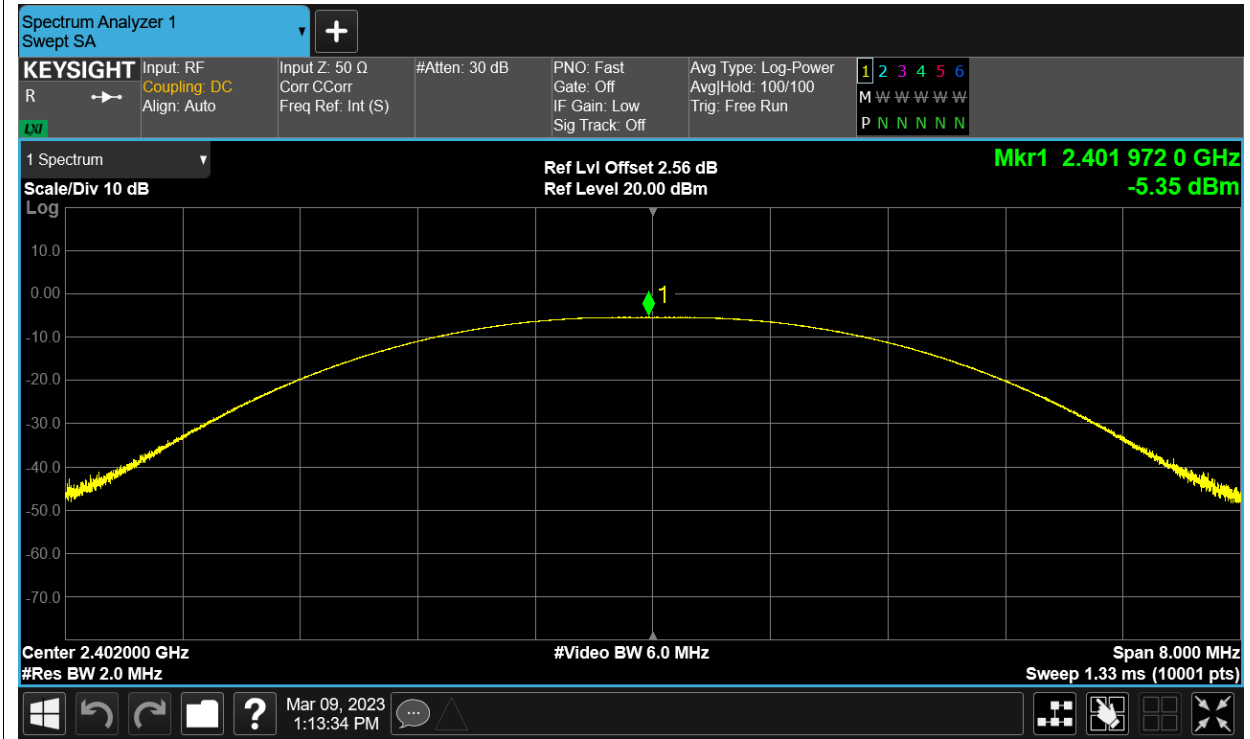 Spectrum Analyzer 1
Swept SA
+
KEYSIGHT
R
LXI
Input: RF
Coupling: DC
Align: Auto
Input Z: 50 Ω
Corr CCorr
Freq Ref: Int (S)
#Atten: 30 dB
PNO: Fast
Gate: Off
IF Gain: Low
Sig Track: Off
Avg Type: Log-Power
Avg|Hold: 100/100
Trig: Free Run
1 2 3 4 5 6
M W W W W W W
P N N N N N N
1 Spectrum
Scale/Div 10 dB
Log
Ref Lvl Offset 2.56 dB
Ref Level 20.00 dBm
Mkr1 2.401 972 0 GHz
-5.35 dBm
10.0
0.00
-10.0
-20.0
-30.0
-40.0
-50.0
-60.0
-70.0
1
Center 2.402000 GHz
#Res BW 2.0 MHz
#Video BW 6.0 MHz
Span 8.000 MHz
Sweep 1.33 ms (10001 pts)
?
Mar 09, 2023
1:13:34 PM